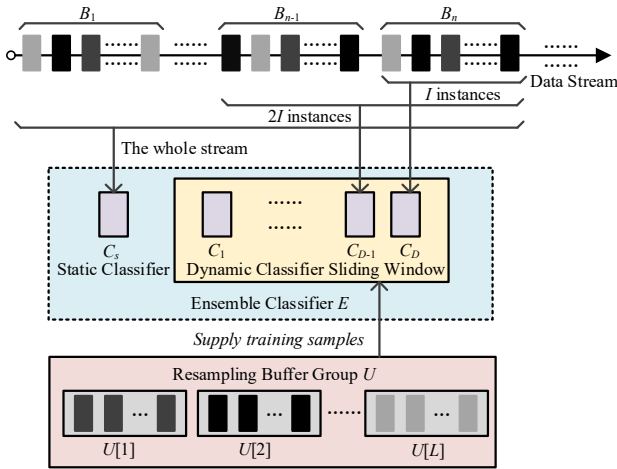 B1 Bn-1 Bn
...... ...... ...... ...... ......
...... ...... ...... ...... ......
Data Stream
I instances
2I instances
The whole stream
......
......
Cs C1 CD-1 CD
Static Classifier Dynamic Classifier Sliding Window
Ensemble Classifier E
Supply training samples
Resampling Buffer Group U
... ... ...... ...
U[1] U[2] U[L]